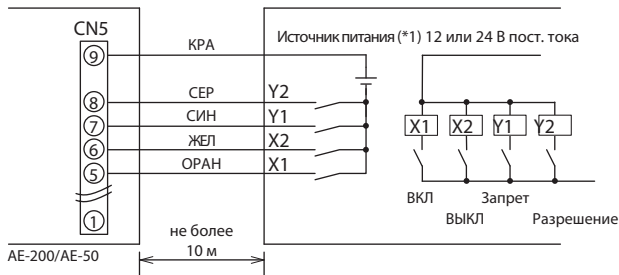 CN5
9 КРА Источник питания (*1) 12 или 24 В пост. тока
8 СЕР Y2
7 СИН Y1
6 ЖЕЛ X2
5 ОРАН X1
1
X1 X2 Y1 Y2
ВКЛ Запрет
ВЫКЛ Разрешение
не более
10 м
AE-200/AE-50